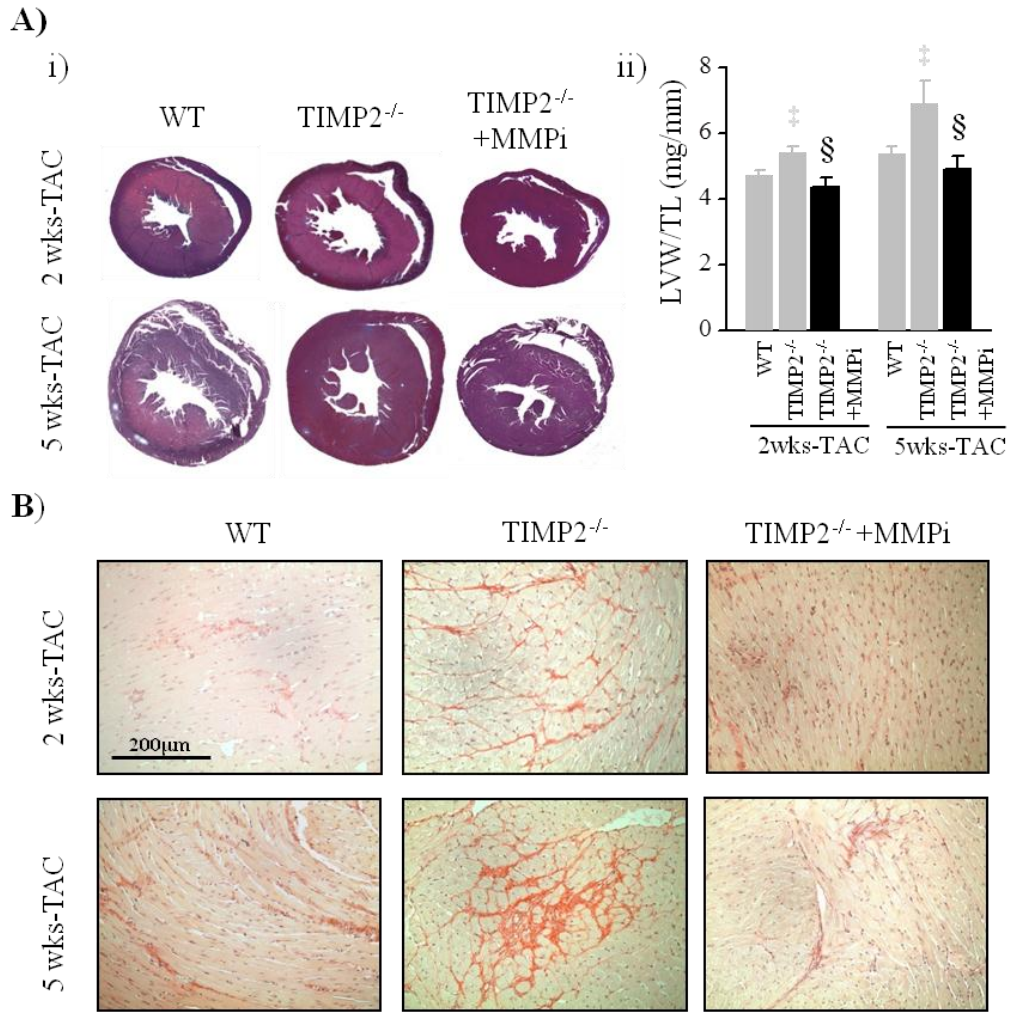 A)
i)
WT TIMP2-/- TIMP2-/-
+MMPi
2 wks-TAC
5 wks-TAC
ii)
LVW/TL (mg/mm)
8
6
4
2
0
‡
§
‡
§
WT
TIMP2-/-
TIMP2-/-
+MMPi
WT
TIMP2-/-
TIMP2-/-
+MMPi
2wks-TAC
5wks-TAC
B)
WT TIMP2-/- TIMP2-/- +MMPi
2 wks-TAC
200µm
5 wks-TAC